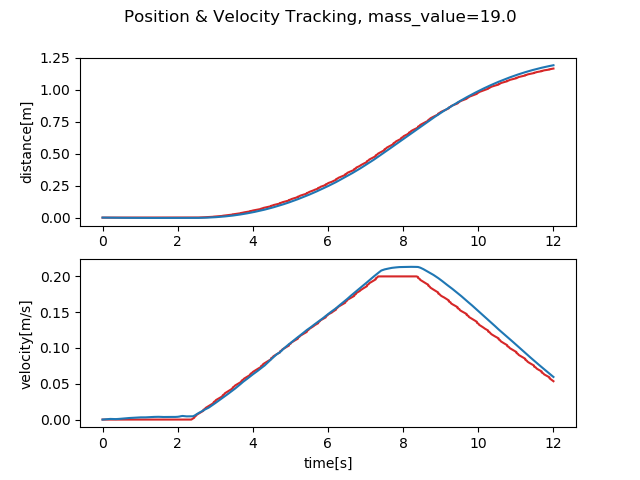 Position & Velocity Tracking, mass_value=19.0
1.25
1.00
0.75
0.50
0.25
0.00
distance[m]
0 2 4 6 8 10 12
0.20
0.15
0.10
0.05
0.00
velocity[m/s]
0 2 4 6 8 10 12
time[s]